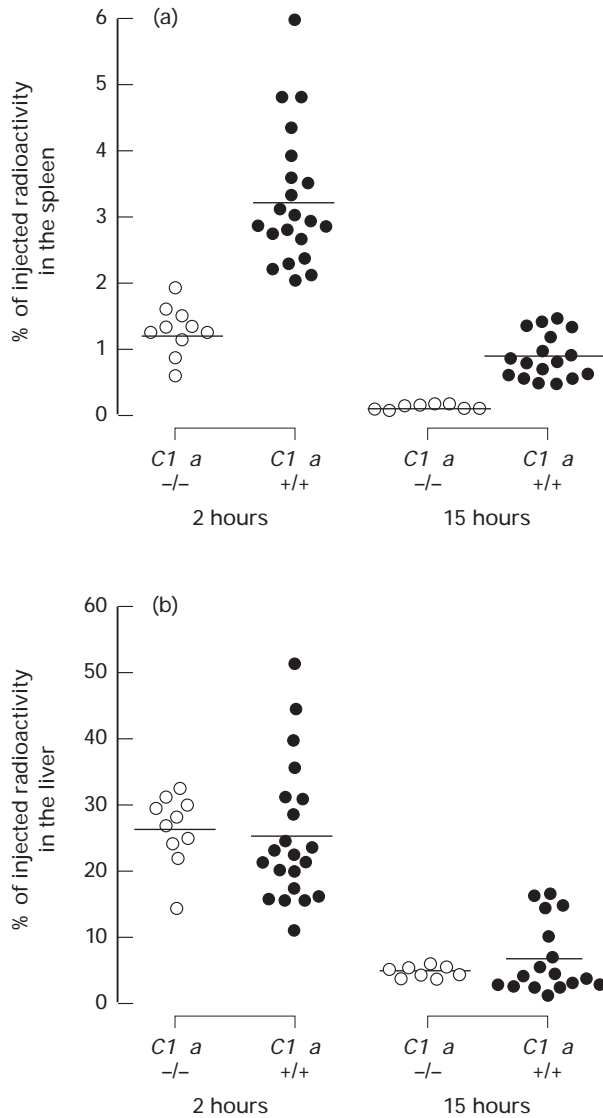 (a)
6
5
4
3
2
1
0
% of injected radioactivity
in the spleen
C1 a C1 a C1 a C1 a
–/– +/+ –/– +/+
2 hours 15 hours
(b)
60
50
40
30
20
10
0
% of injected radioactivity
in the liver
C1 a C1 a C1 a C1 a
–/– +/+ –/– +/+
2 hours 15 hours